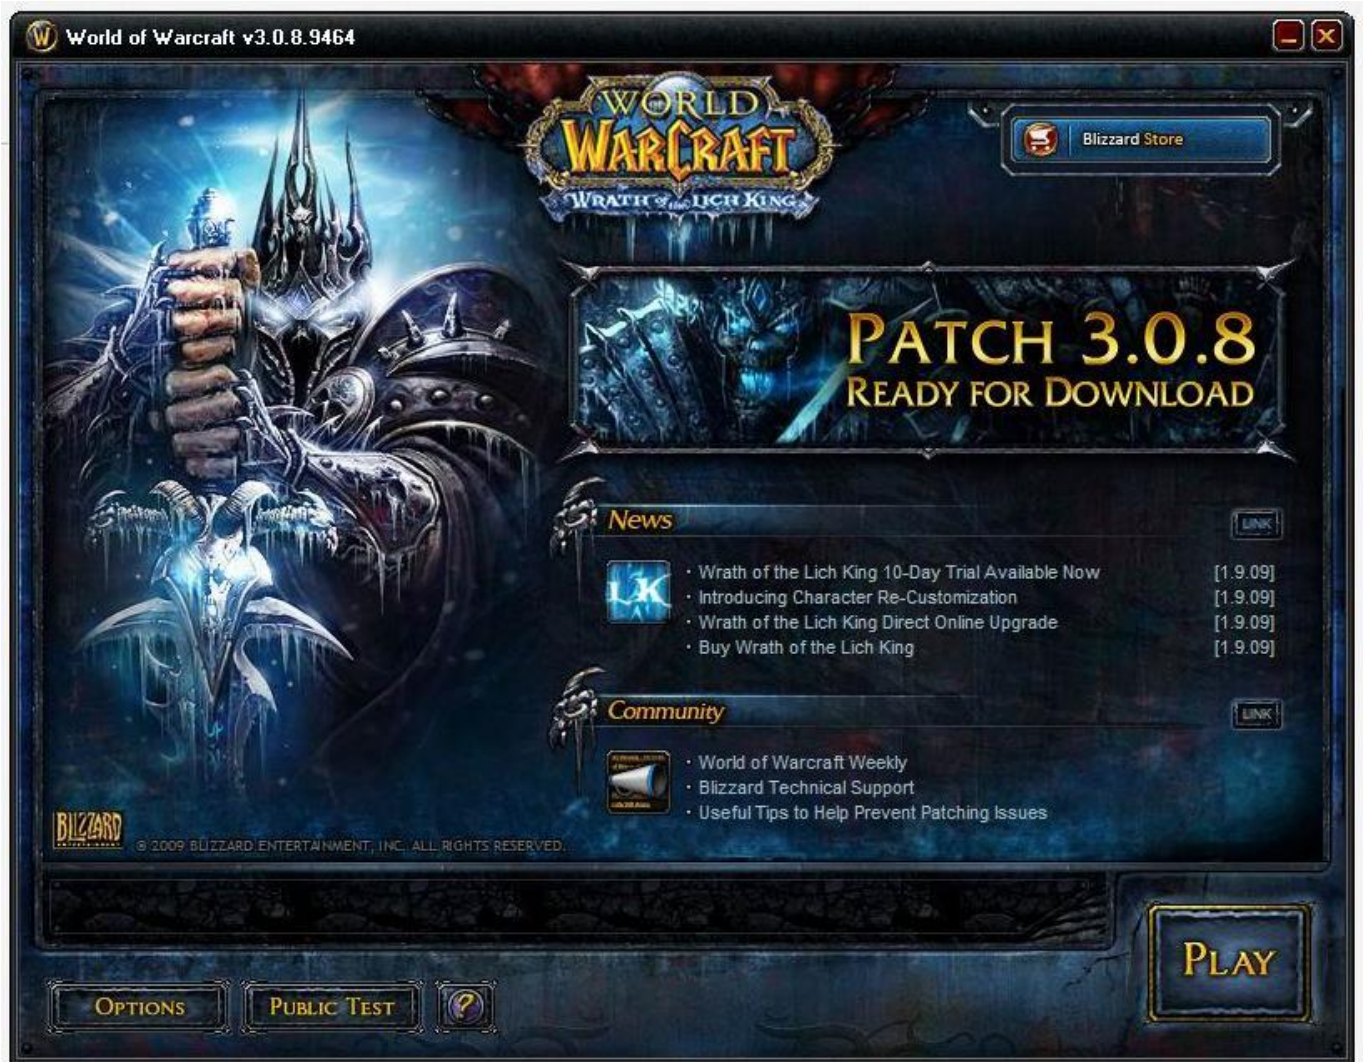 World of Warcraft v3.0.8.9464
WORLD
WARCRAFT
WRATH of the LICH KING
Blizzard Store
PATCH 3.0.8
READY FOR DOWNLOAD
News
LINK
LK
· Wrath of the Lich King 10-Day Trial Available Now [1.9.09]
· Introducing Character Re-Customization [1.9.09]
· Wrath of the Lich King Direct Online Upgrade [1.9.09]
· Buy Wrath of the Lich King [1.9.09]
Community
LINK
· World of Warcraft Weekly
· Blizzard Technical Support
· Useful Tips to Help Prevent Patching Issues
BLIZZARD
ENTERTAINMENT
© 2009 BLIZZARD ENTERTAINMENT, INC. ALL RIGHTS RESERVED.
PLAY
OPTIONS
PUBLIC TEST
?